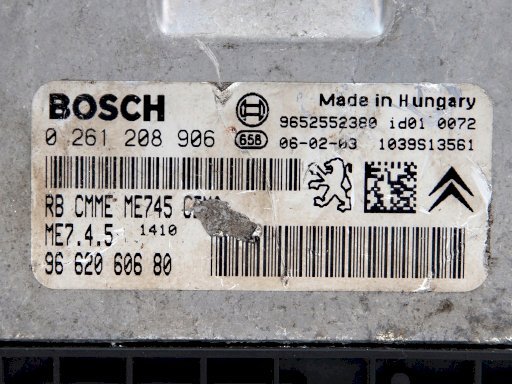 BOSCH
Made in Hungary
0 261 208 906
658
9652552380 id01 0072
06-02-03 1039S13561
RB CMME ME745
ME7.4.5 1410
96 620 606 80